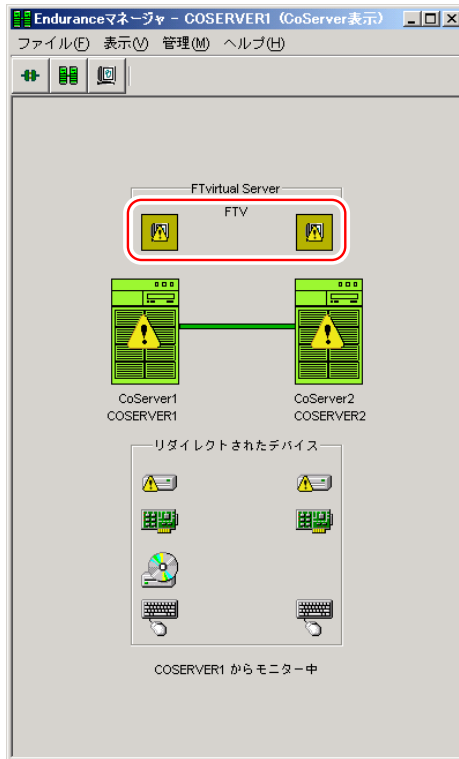 Enduranceマネージャ - COSERVER1 (CoServer表示)
ファイル(F) 表示(V) 管理(M) ヘルプ(H)
FTvirtual Server
FTV
CoServer1 CoServer2
COSERVER1 COSERVER2
リダイレクトされたデバイス
COSERVER1 からモニター中